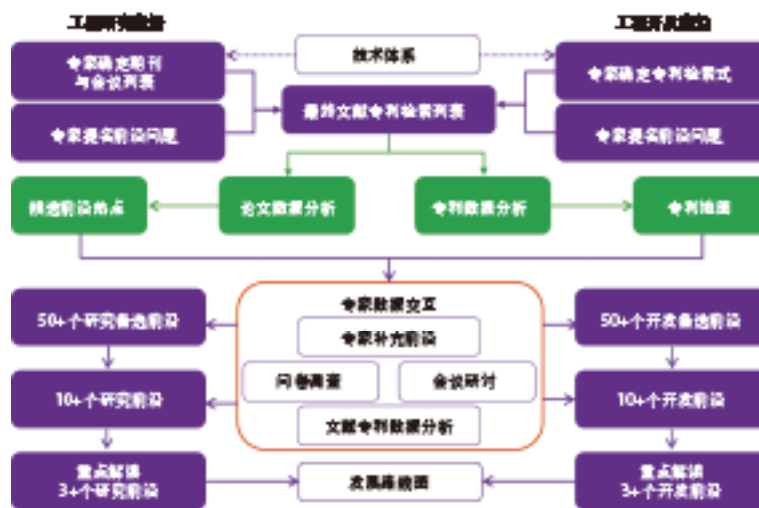 工程研究前沿
工程开发前沿
技术体系
专家确定期刊
与会议列表
专家确定专利检索式
最终文献专利检索列表
专家提名前沿问题
专家提名前沿问题
候选前沿热点
论文数据分析
专利数据分析
专利地图
专家数据交互
50+个研究备选前沿
50+个开发备选前沿
专家补充前沿
问卷调查
会议研讨
10+个研究前沿
10+个开发前沿
文献专利数据分析
重点解读
3+个研究前沿
发展路线图
重点解读
3+个开发前沿